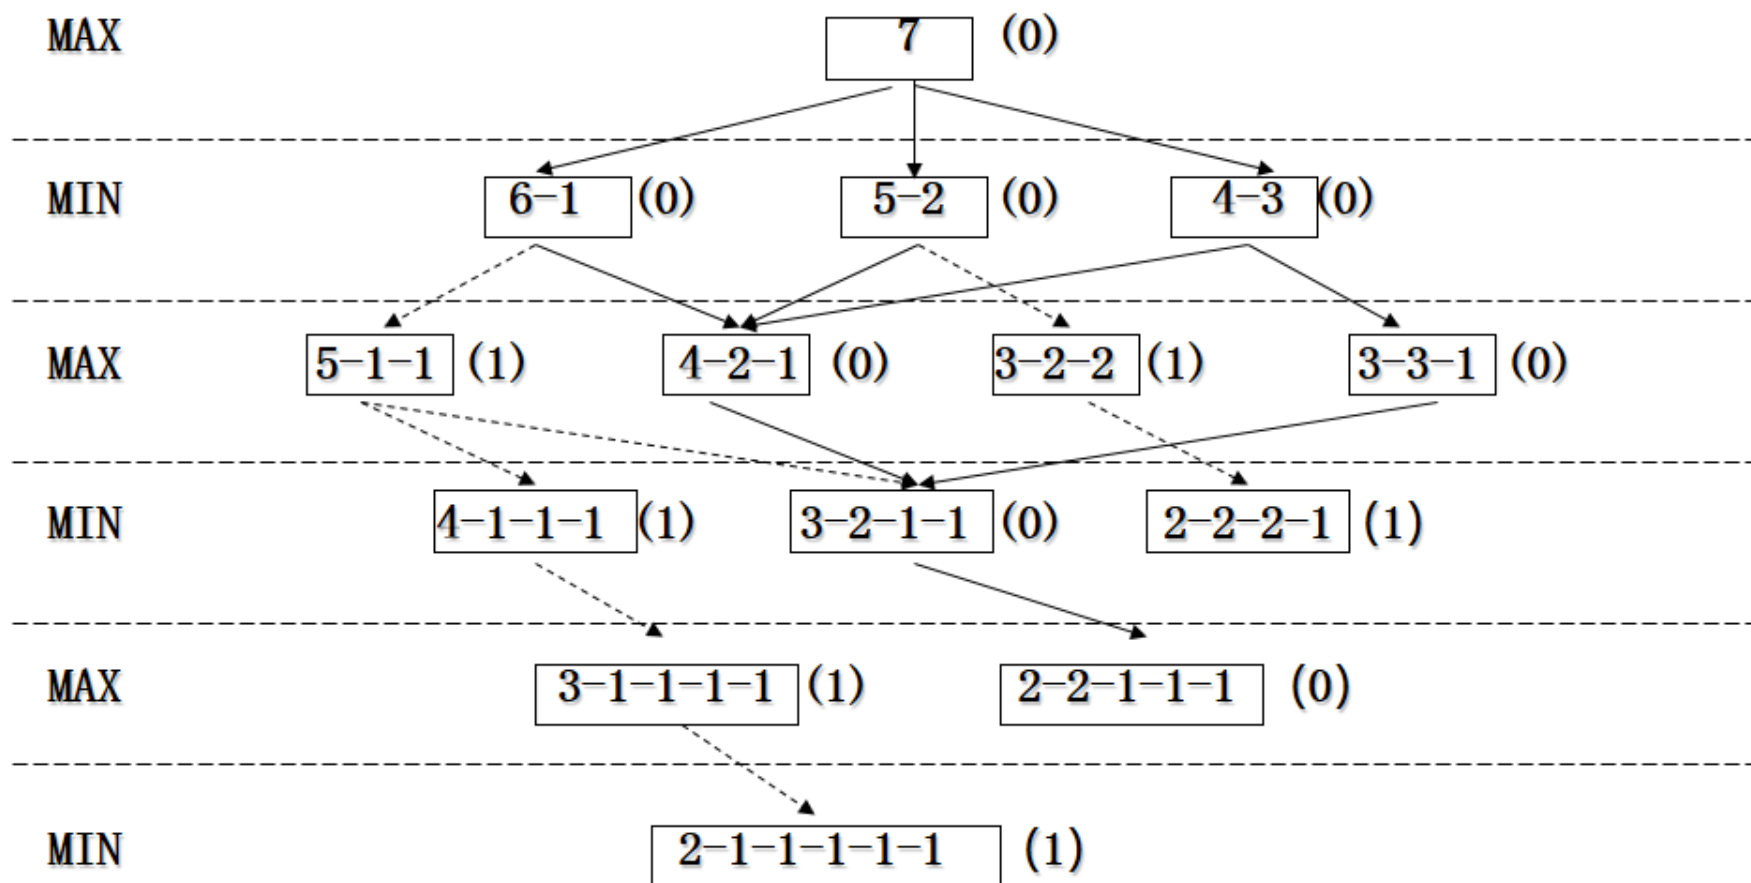 MAX 7 (0)
MIN 6-1 (0) 5-2 (0) 4-3 (0)
MAX 5-1-1 (1) 4-2-1 (0) 3-2-2 (1) 3-3-1 (0)
MIN 4-1-1-1 (1) 3-2-1-1 (0) 2-2-2-1 (1)
MAX 3-1-1-1-1 (1) 2-2-1-1-1 (0)
MIN 2-1-1-1-1-1 (1)